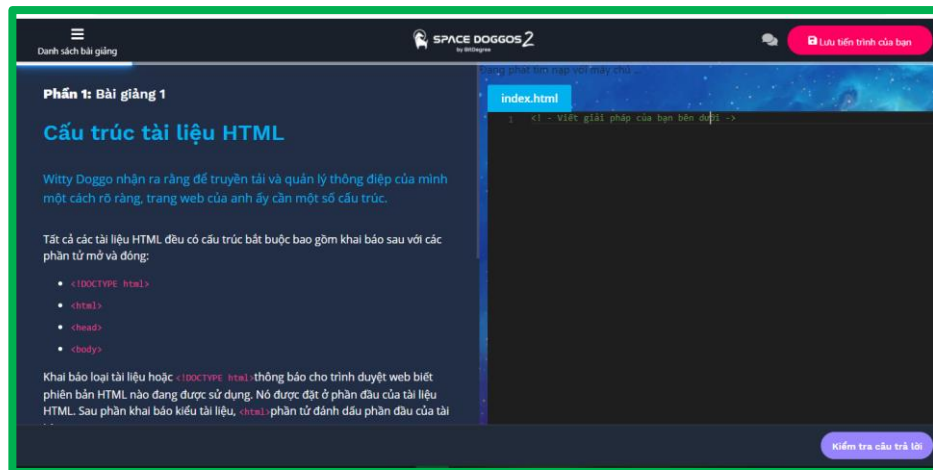 Danh sách bài giảng
SPACE DOGGOS 2
by BitDegree
Lưu tiến trình của bạn
Phần 1: Bài giảng 1
Cấu trúc tài liệu HTML
Witty Doggo nhận ra rằng để truyền tải và quản lý thông điệp của mình
một cách rõ ràng, trang web của anh ấy cần một số cấu trúc.
Tất cả các tài liệu HTML đều có cấu trúc bắt buộc bao gồm khai báo sau với các
phần tử mở và đóng:
<!DOCTYPE html>
<html>
<head>
<body>
Khai báo loại tài liệu hoặc <!DOCTYPE html>thông báo cho trình duyệt web biết
phiên bản HTML nào đang được sử dụng. Nó được đặt ở phần đầu của tài liệu
HTML. Sau phần khai báo kiểu tài liệu, <html>phần tử đánh dấu phần đầu của tài
index.html
1 <! - Viết giải pháp của bạn bên dưới ->
Kiểm tra câu trả lời